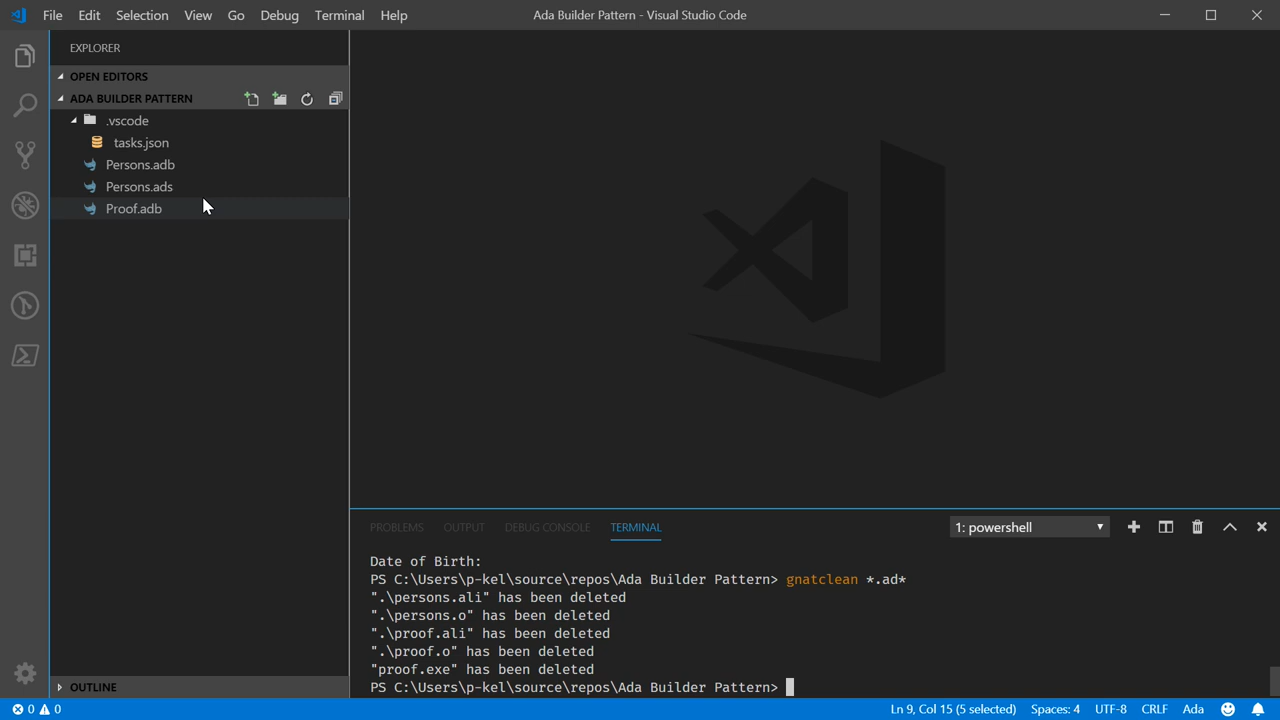 File Edit Selection View Go Debug Terminal Help
Ada Builder Pattern - Visual Studio Code
EXPLORER
OPEN EDITORS
ADA BUILDER PATTERN
.vscode
tasks.json
Persons.adb
Persons.ads
Proof.adb
PROBLEMS OUTPUT DEBUG CONSOLE TERMINAL
1: powershell
Date of Birth:
PS C:\Users\p-kel\source\repos\Ada Builder Pattern> gnatclean *.ad*
".\persons.ali" has been deleted
".\persons.o" has been deleted
".\proof.ali" has been deleted
".\proof.o" has been deleted
"proof.exe" has been deleted
PS C:\Users\p-kel\source\repos\Ada Builder Pattern>
OUTLINE
0 0
Ln 9, Col 15 (5 selected) Spaces: 4 UTF-8 CRLF Ada